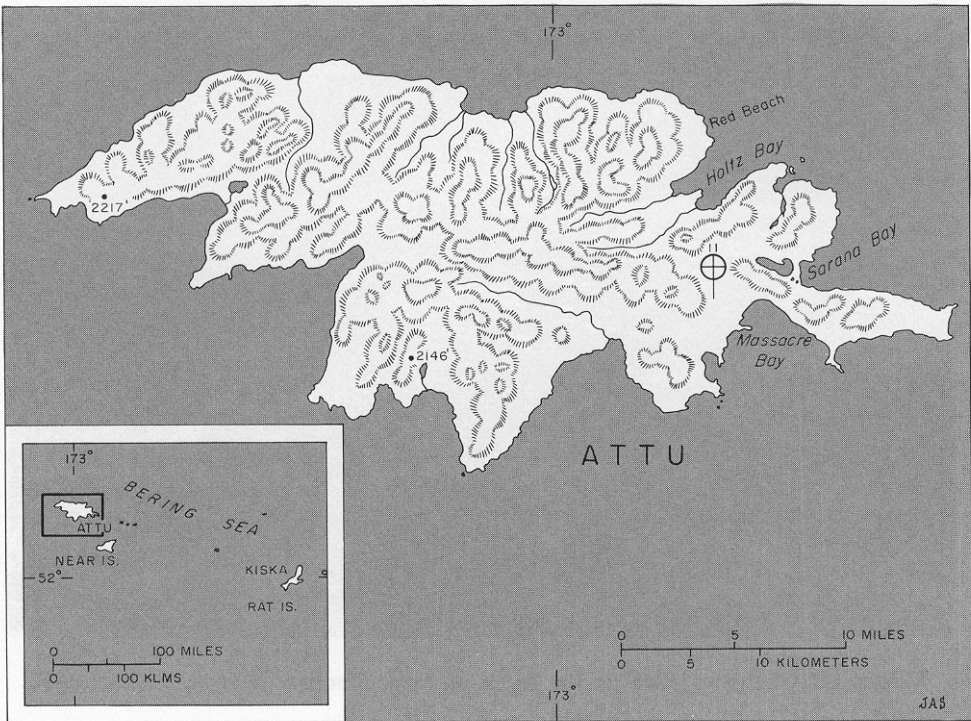 173°
Red Beach
Holtz Bay
2217'
11
Sarana Bay
Massacre
Bay
2146'
ATTU
173°
BERING SEA
ATTU
NEAR IS.
52°
KISKA
RAT IS.
0 100 MILES
0 100 KLMS
0 5 10 MILES
0 5 10 KILOMETERS
173°
JAS